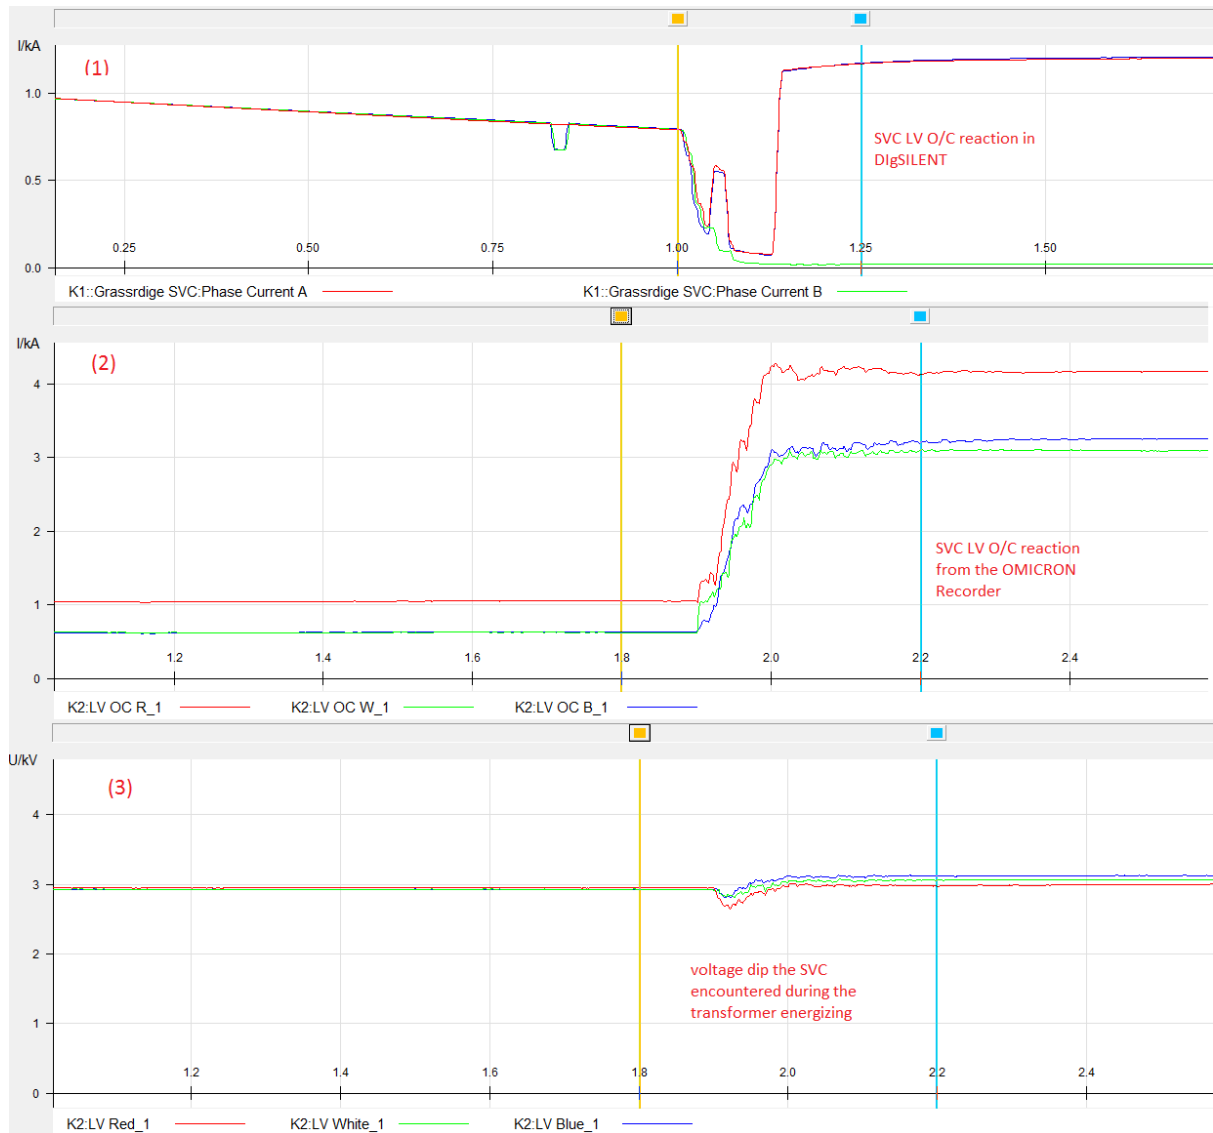 I/kA
(1)
1.0
SVC LV O/C reaction in
DIgSILENT
0.5
0.25 0.50 0.75 1.00 1.25 1.50
0.0
K1::Grassrdige SVC:Phase Current A K1::Grassrdige SVC:Phase Current B
I/kA
(2)
4
3
2
SVC LV O/C reaction
from the OMICRON
Recorder
1
1.2 1.4 1.6 1.8 2.0 2.2 2.4
0
K2:LV OC R_1 K2:LV OC W_1 K2:LV OC B_1
U/kV
(3)
4
3
2
voltage dip the SVC
encountered during the
transformer energizing
1
1.2 1.4 1.6 1.8 2.0 2.2 2.4
0
K2:LV Red_1 K2:LV White_1 K2:LV Blue_1